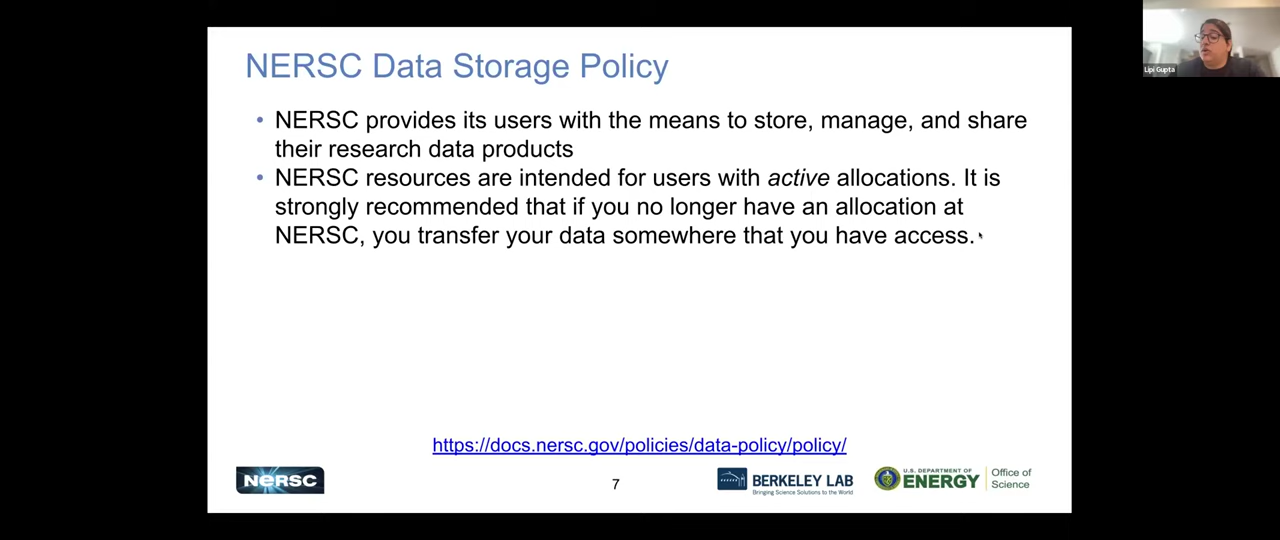 NERSC Data Storage Policy
• NERSC provides its users with the means to store, manage, and share
their research data products
• NERSC resources are intended for users with active allocations. It is
strongly recommended that if you no longer have an allocation at
NERSC, you transfer your data somewhere that you have access.
https://docs.nersc.gov/policies/data-policy/policy/
NERSC
7
BERKELEY LAB
Bringing Science Solutions to the World
U.S. DEPARTMENT OF
ENERGY
Office of
Science
Lipi Gupta